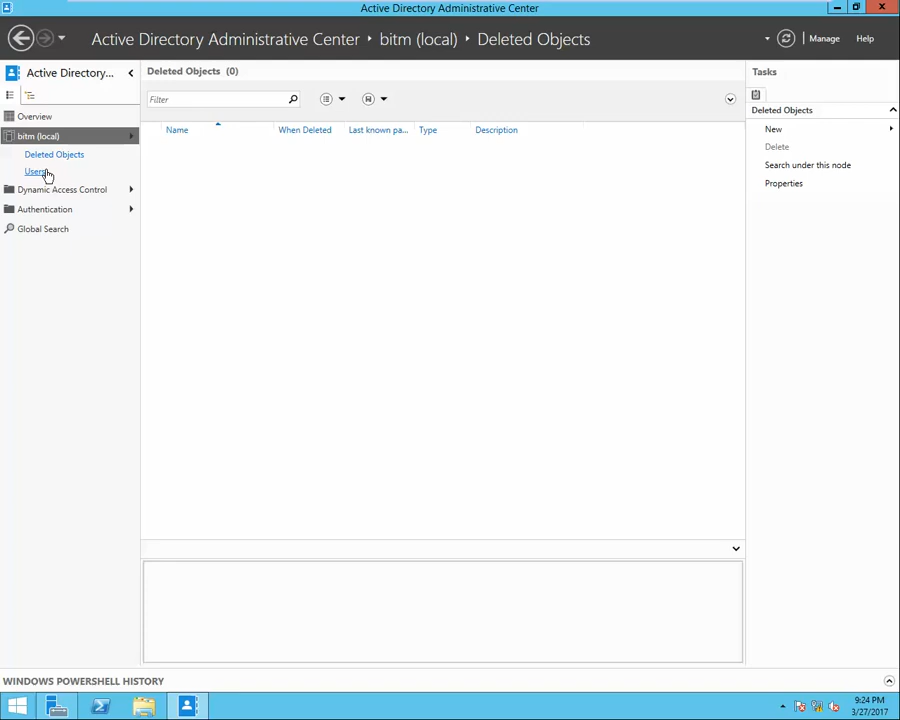 Active Directory Administrative Center
Active Directory Administrative Center
bitm (local)
Deleted Objects
Manage
Help
Active Directory...
Overview
bitm (local)
Deleted Objects
Users
Dynamic Access Control
Authentication
Global Search
Deleted Objects (0)
Filter
Name
When Deleted
Last known pa...
Type
Description
Tasks
Deleted Objects
New
Delete
Search under this node
Properties
WINDOWS POWERSHELL HISTORY
9:24 PM
3/27/2017